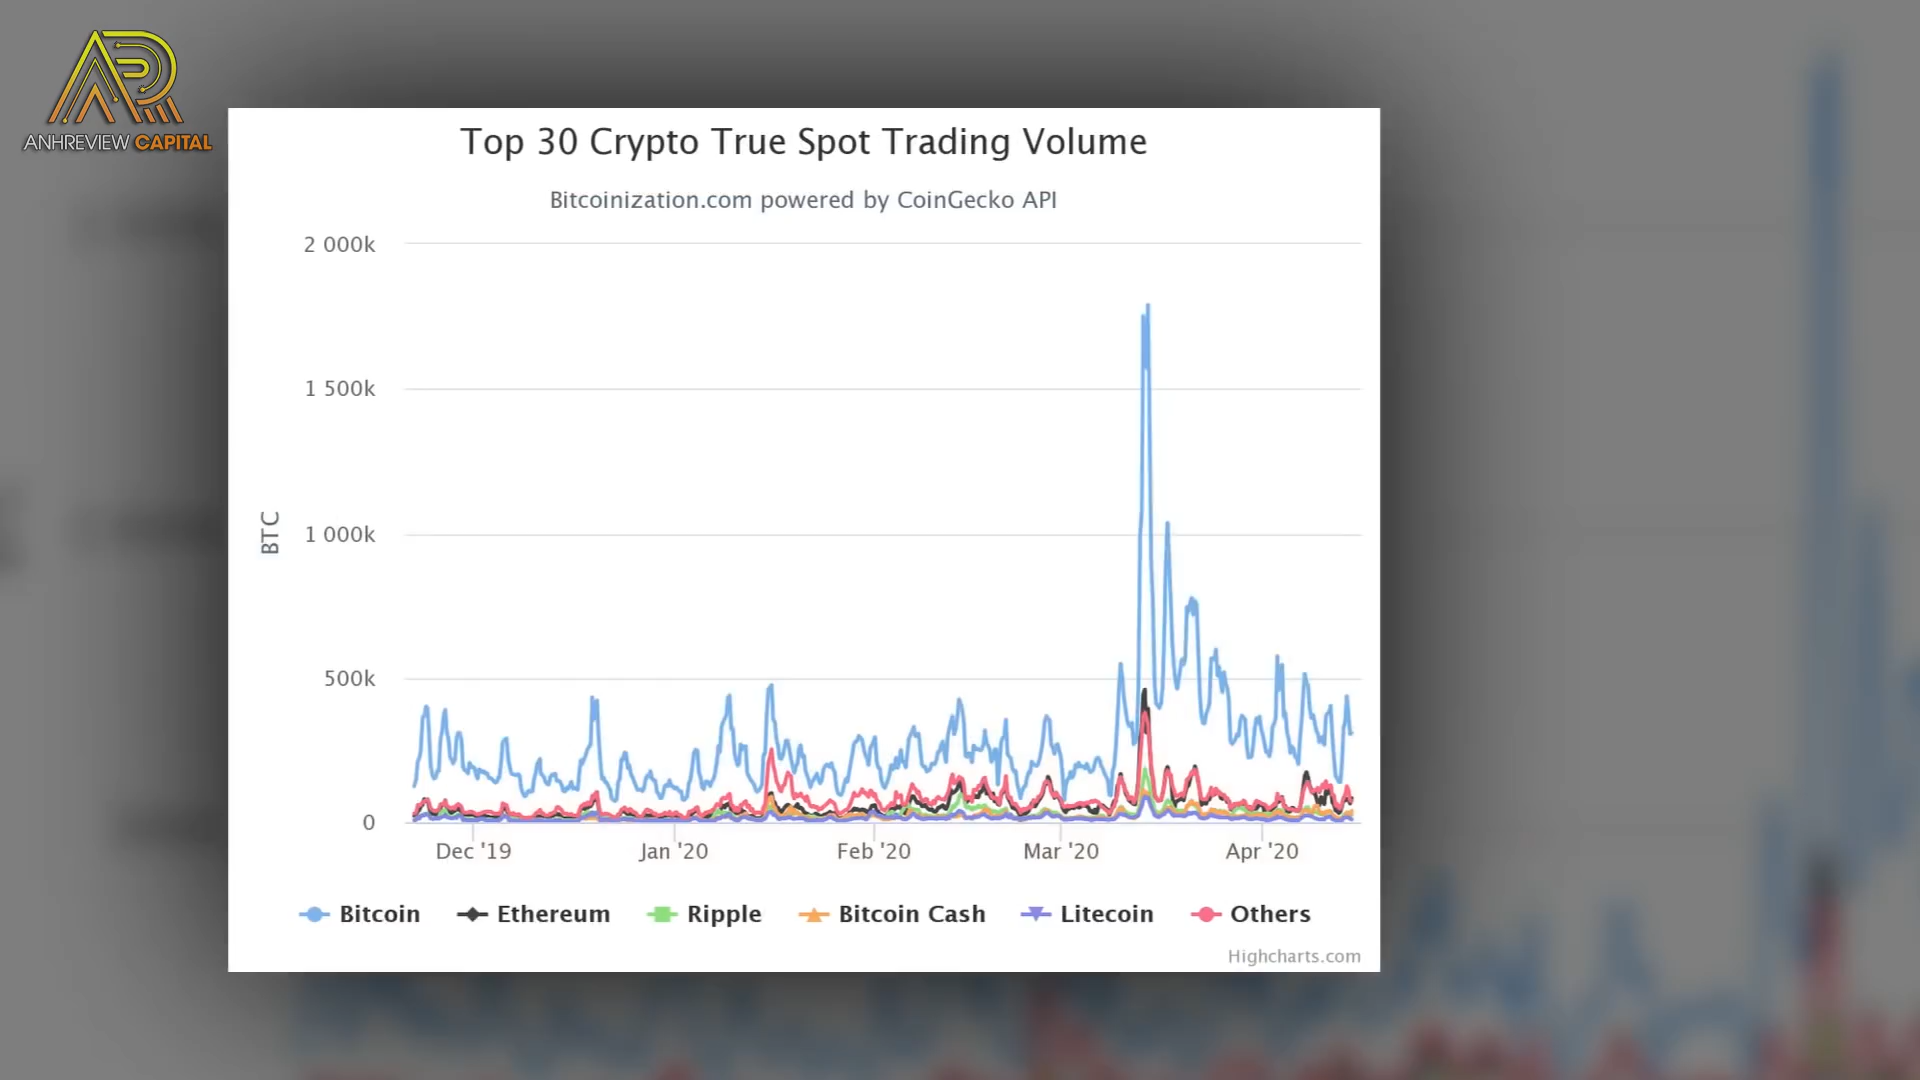 ANHREVIEW CAPITAL
Top 30 Crypto True Spot Trading Volume
Bitcoinization.com powered by CoinGecko API
2 000k
1 500k
1 000k
500k
0
BTC
Dec '19 Jan '20 Feb '20 Mar '20 Apr '20
Bitcoin Ethereum Ripple Bitcoin Cash Litecoin Others
Highcharts.com